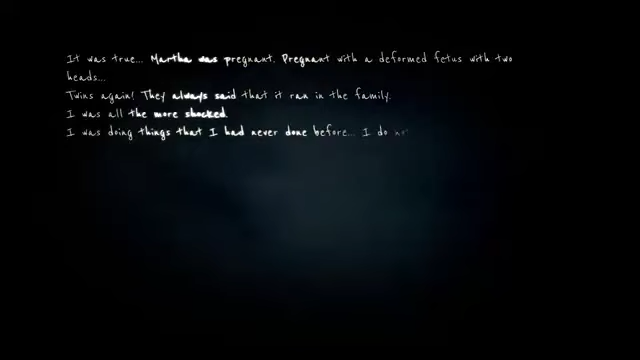 It was true... Martha was pregnant. Pregnant with a deformed fetus with two
heads...
Twins again! They always said that it ran in the family.
I was all the more shocked.
I was doing things that I had never done before... I do no